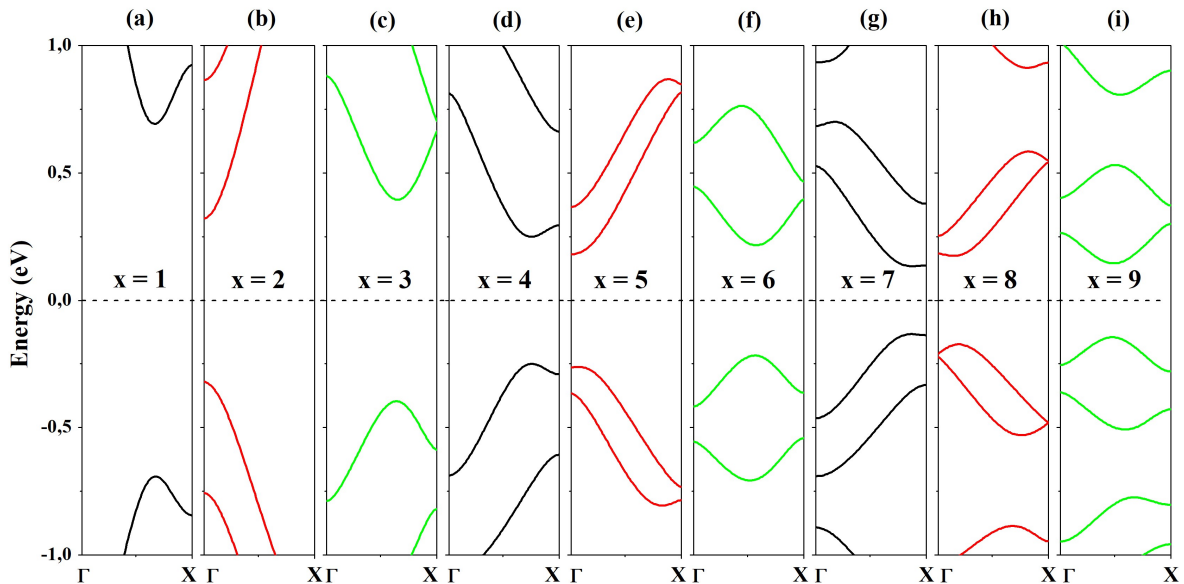 (a) (b) (c) (d) (e) (f) (g) (h) (i)
1,0
0,5
0,0
-0,5
-1,0
Energy (eV)
x = 1 x = 2 x = 3 x = 4 x = 5 x = 6 x = 7 x = 8 x = 9
Γ X Γ X Γ X Γ X Γ X Γ X Γ X Γ X Γ X